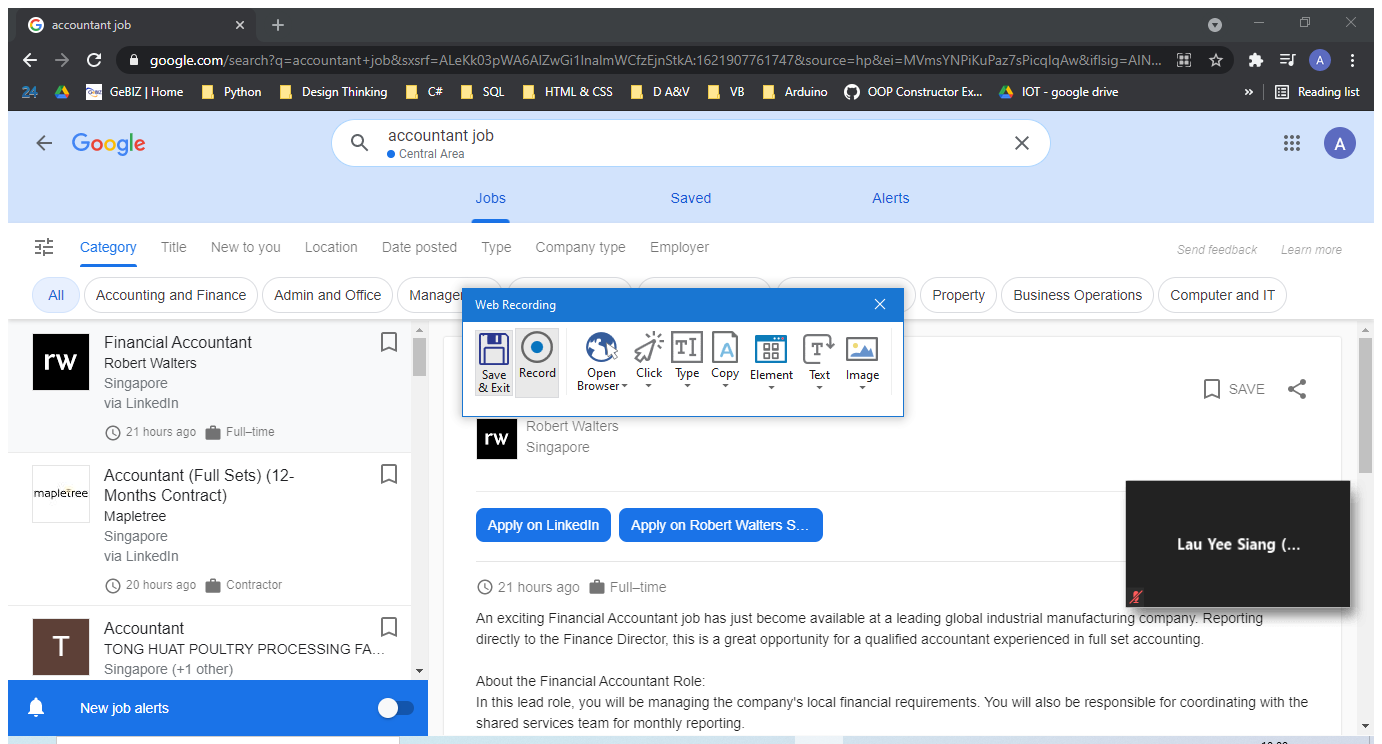 accountant job
google.com/search?q=accountant+job&sxsrf=ALeKk03pWA6AlZwGi1InaImWCfzEjnStkA:1621907761747&source=hp&ei=MVmsYNPiKuPaz7sPicqIqAw&iflsig=AIN...
A
24
GeBIZ | Home
Python
Design Thinking
C#
SQL
HTML & CSS
D A&V
VB
Arduino
OOP Constructor Ex...
IOT - google drive
»
Reading list
Google
accountant job
Central Area
A
Jobs
Saved
Alerts
Category
Title
New to you
Location
Date posted
Type
Company type
Employer
Send feedback
Learn more
All
Accounting and Finance
Admin and Office
Property
Business Operations
Computer and IT
Web Recording
Save & Exit
Record
Open Browser
Click
Type
Copy
Element
Text
Image
rw
Financial Accountant
Robert Walters
Singapore
via LinkedIn
21 hours ago
Full–time
mapletree
Accountant (Full Sets) (12-
Months Contract)
Mapletree
Singapore
via LinkedIn
20 hours ago
Contractor
T
Accountant
TONG HUAT POULTRY PROCESSING FA...
Singapore (+1 other)
New job alerts
SAVE
rw
Robert Walters
Singapore
Apply on LinkedIn
Apply on Robert Walters S...
Lau Yee Siang (...
21 hours ago
Full–time
An exciting Financial Accountant job has just become available at a leading global industrial manufacturing company. Reporting
directly to the Finance Director, this is a great opportunity for a qualified accountant experienced in full set accounting.
About the Financial Accountant Role:
In this lead role, you will be managing the company's local financial requirements. You will also be responsible for coordinating with the
shared services team for monthly reporting.